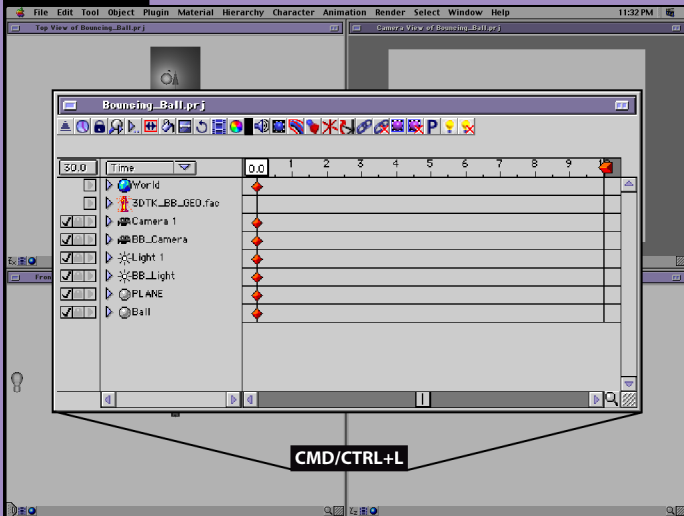 File Edit Tool Object Plugin Material Hierarchy Character Animation Render Select Window Help 11:32 PM
Top View of Bouncing_Ball.prj
Camera View of Bouncing_Ball.prj
Bouncing_Ball.prj
P
30.0 Time 0.0 1 2 3 4 5 6 7 8 9
World
3DTK_BB_GEO.fac
Camera 1
BB_Camera
Light 1
BB_Light
PLANE
Ball
Fron
CMD/CTRL+L